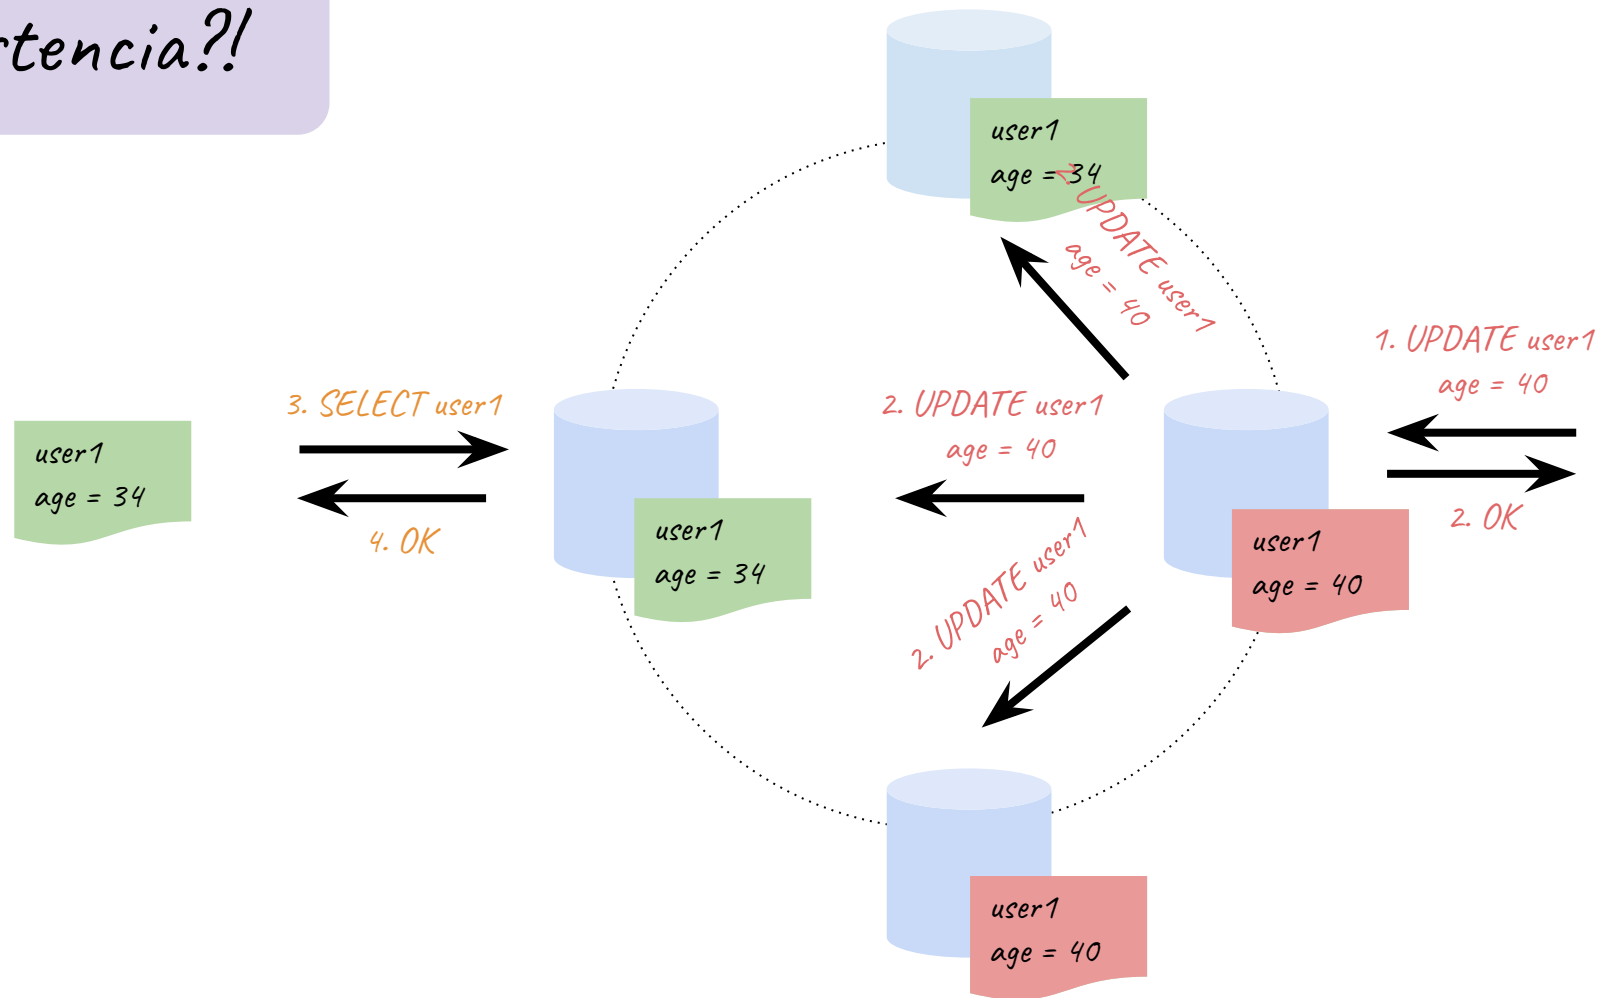 rtencia?!
user1
age = 34
2. UPDATE user1
age = 40
1. UPDATE user1
age = 40
2. OK
3. SELECT user1
4. OK
2. UPDATE user1
age = 40
user1
age = 34
user1
age = 34
user1
age = 40
2. UPDATE user1
age = 40
user1
age = 40